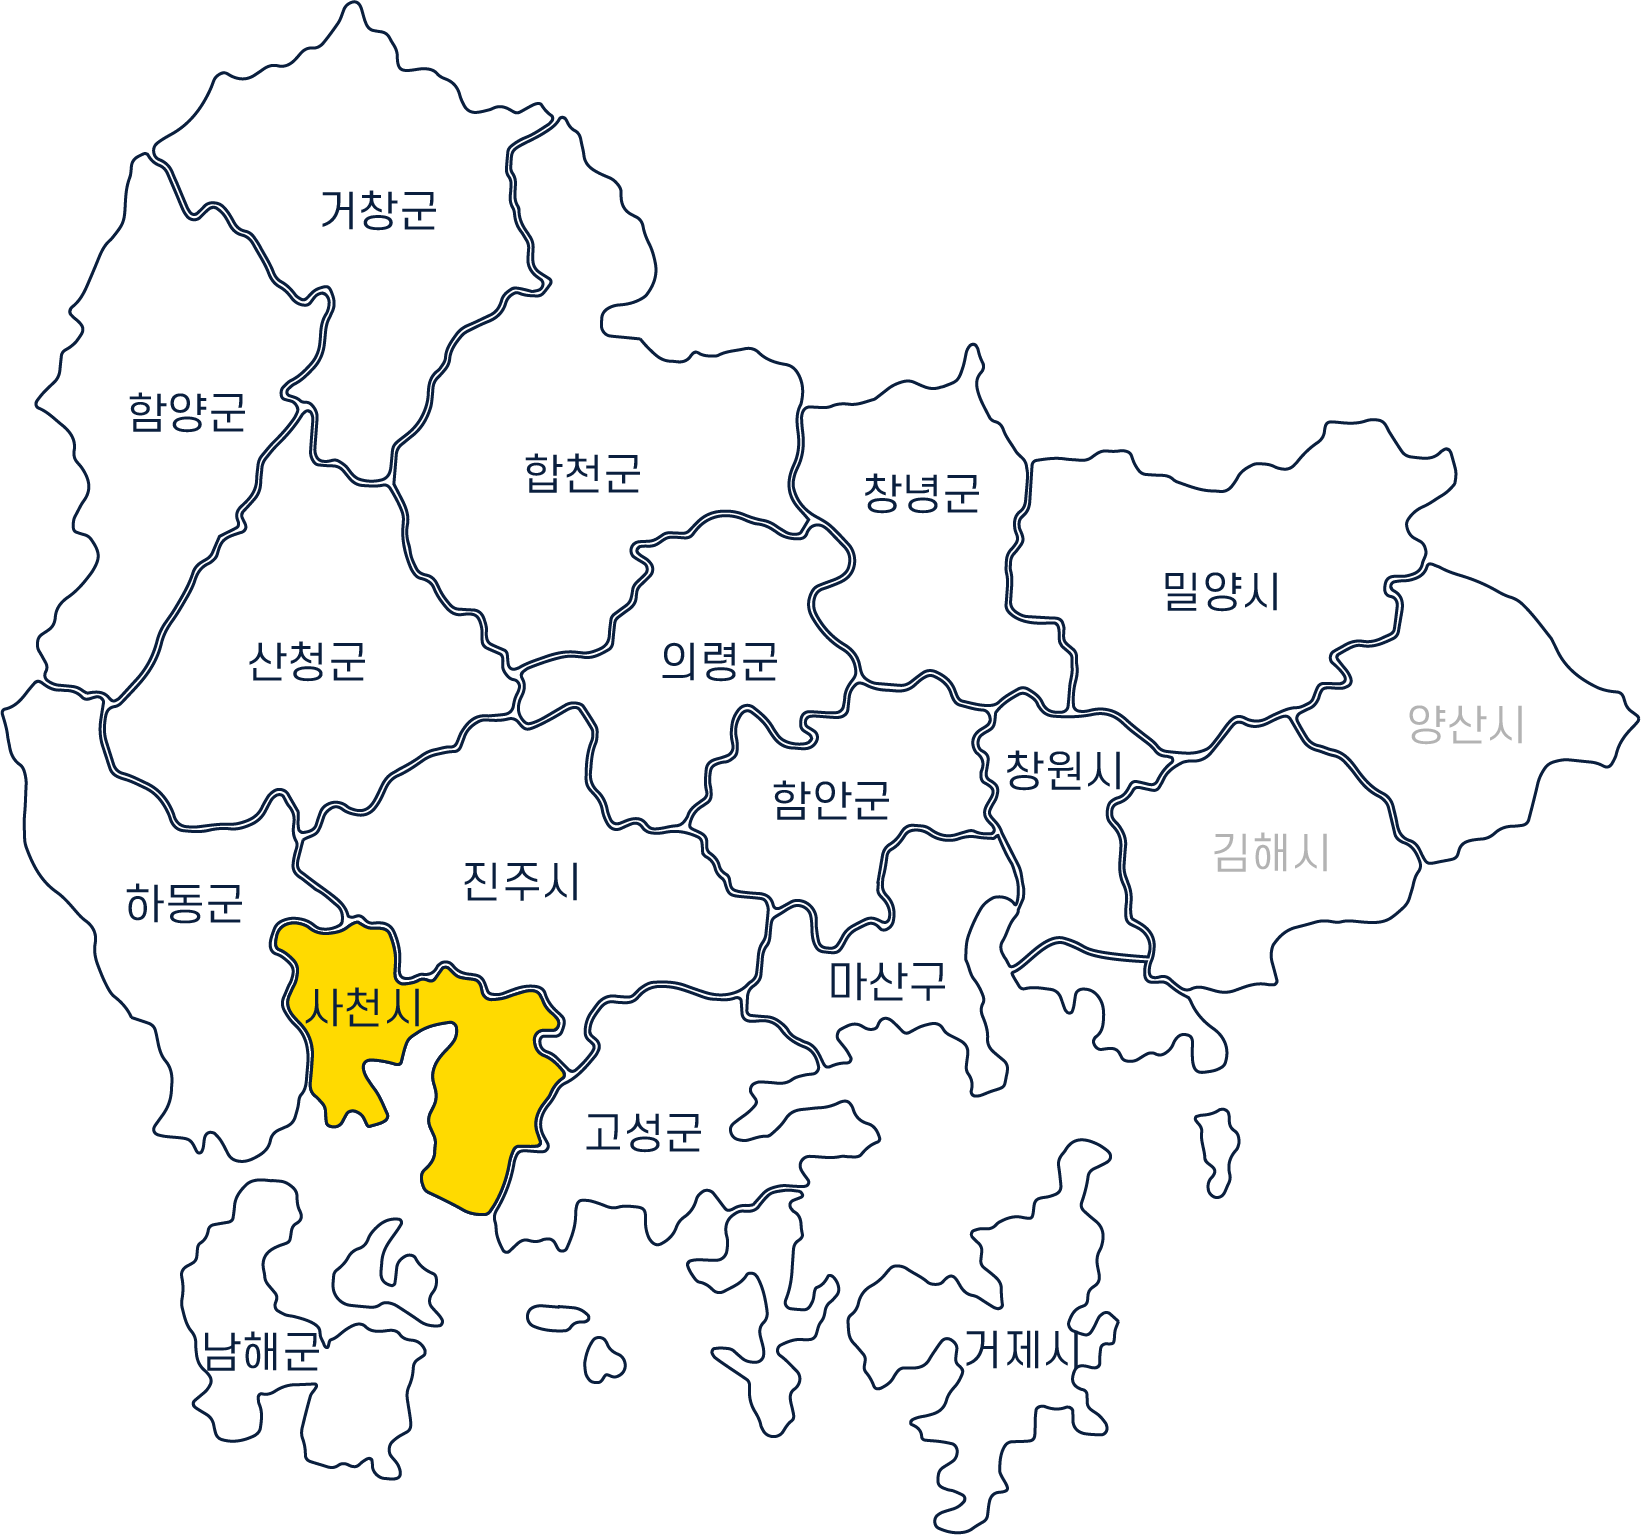 거창군
함양군
합천군
창녕군
밀양시
산청군
의령군
양산시
창원시
함안군
김해시
진주시
하동군
마산구
사천시
고성군
남해군
거제시